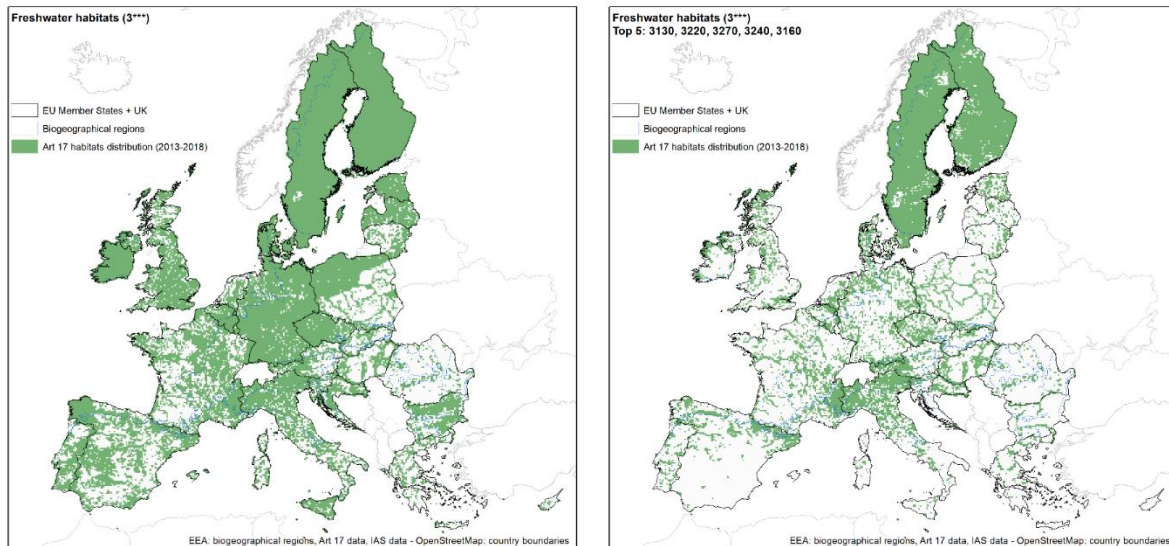 Freshwater habitats (3***)
EU Member States + UK
Biogeographical regions
Art 17 habitats distribution (2013-2018)
EEA: biogeographical regions, Art 17 data, IAS data - OpenStreetMap: country boundaries
Freshwater habitats (3***)
Top 5: 3130, 3220, 3270, 3240, 3160
EU Member States + UK
Biogeographical regions
Art 17 habitats distribution (2013-2018)
EEA: biogeographical regions, Art 17 data, IAS data - OpenStreetMap: country boundaries